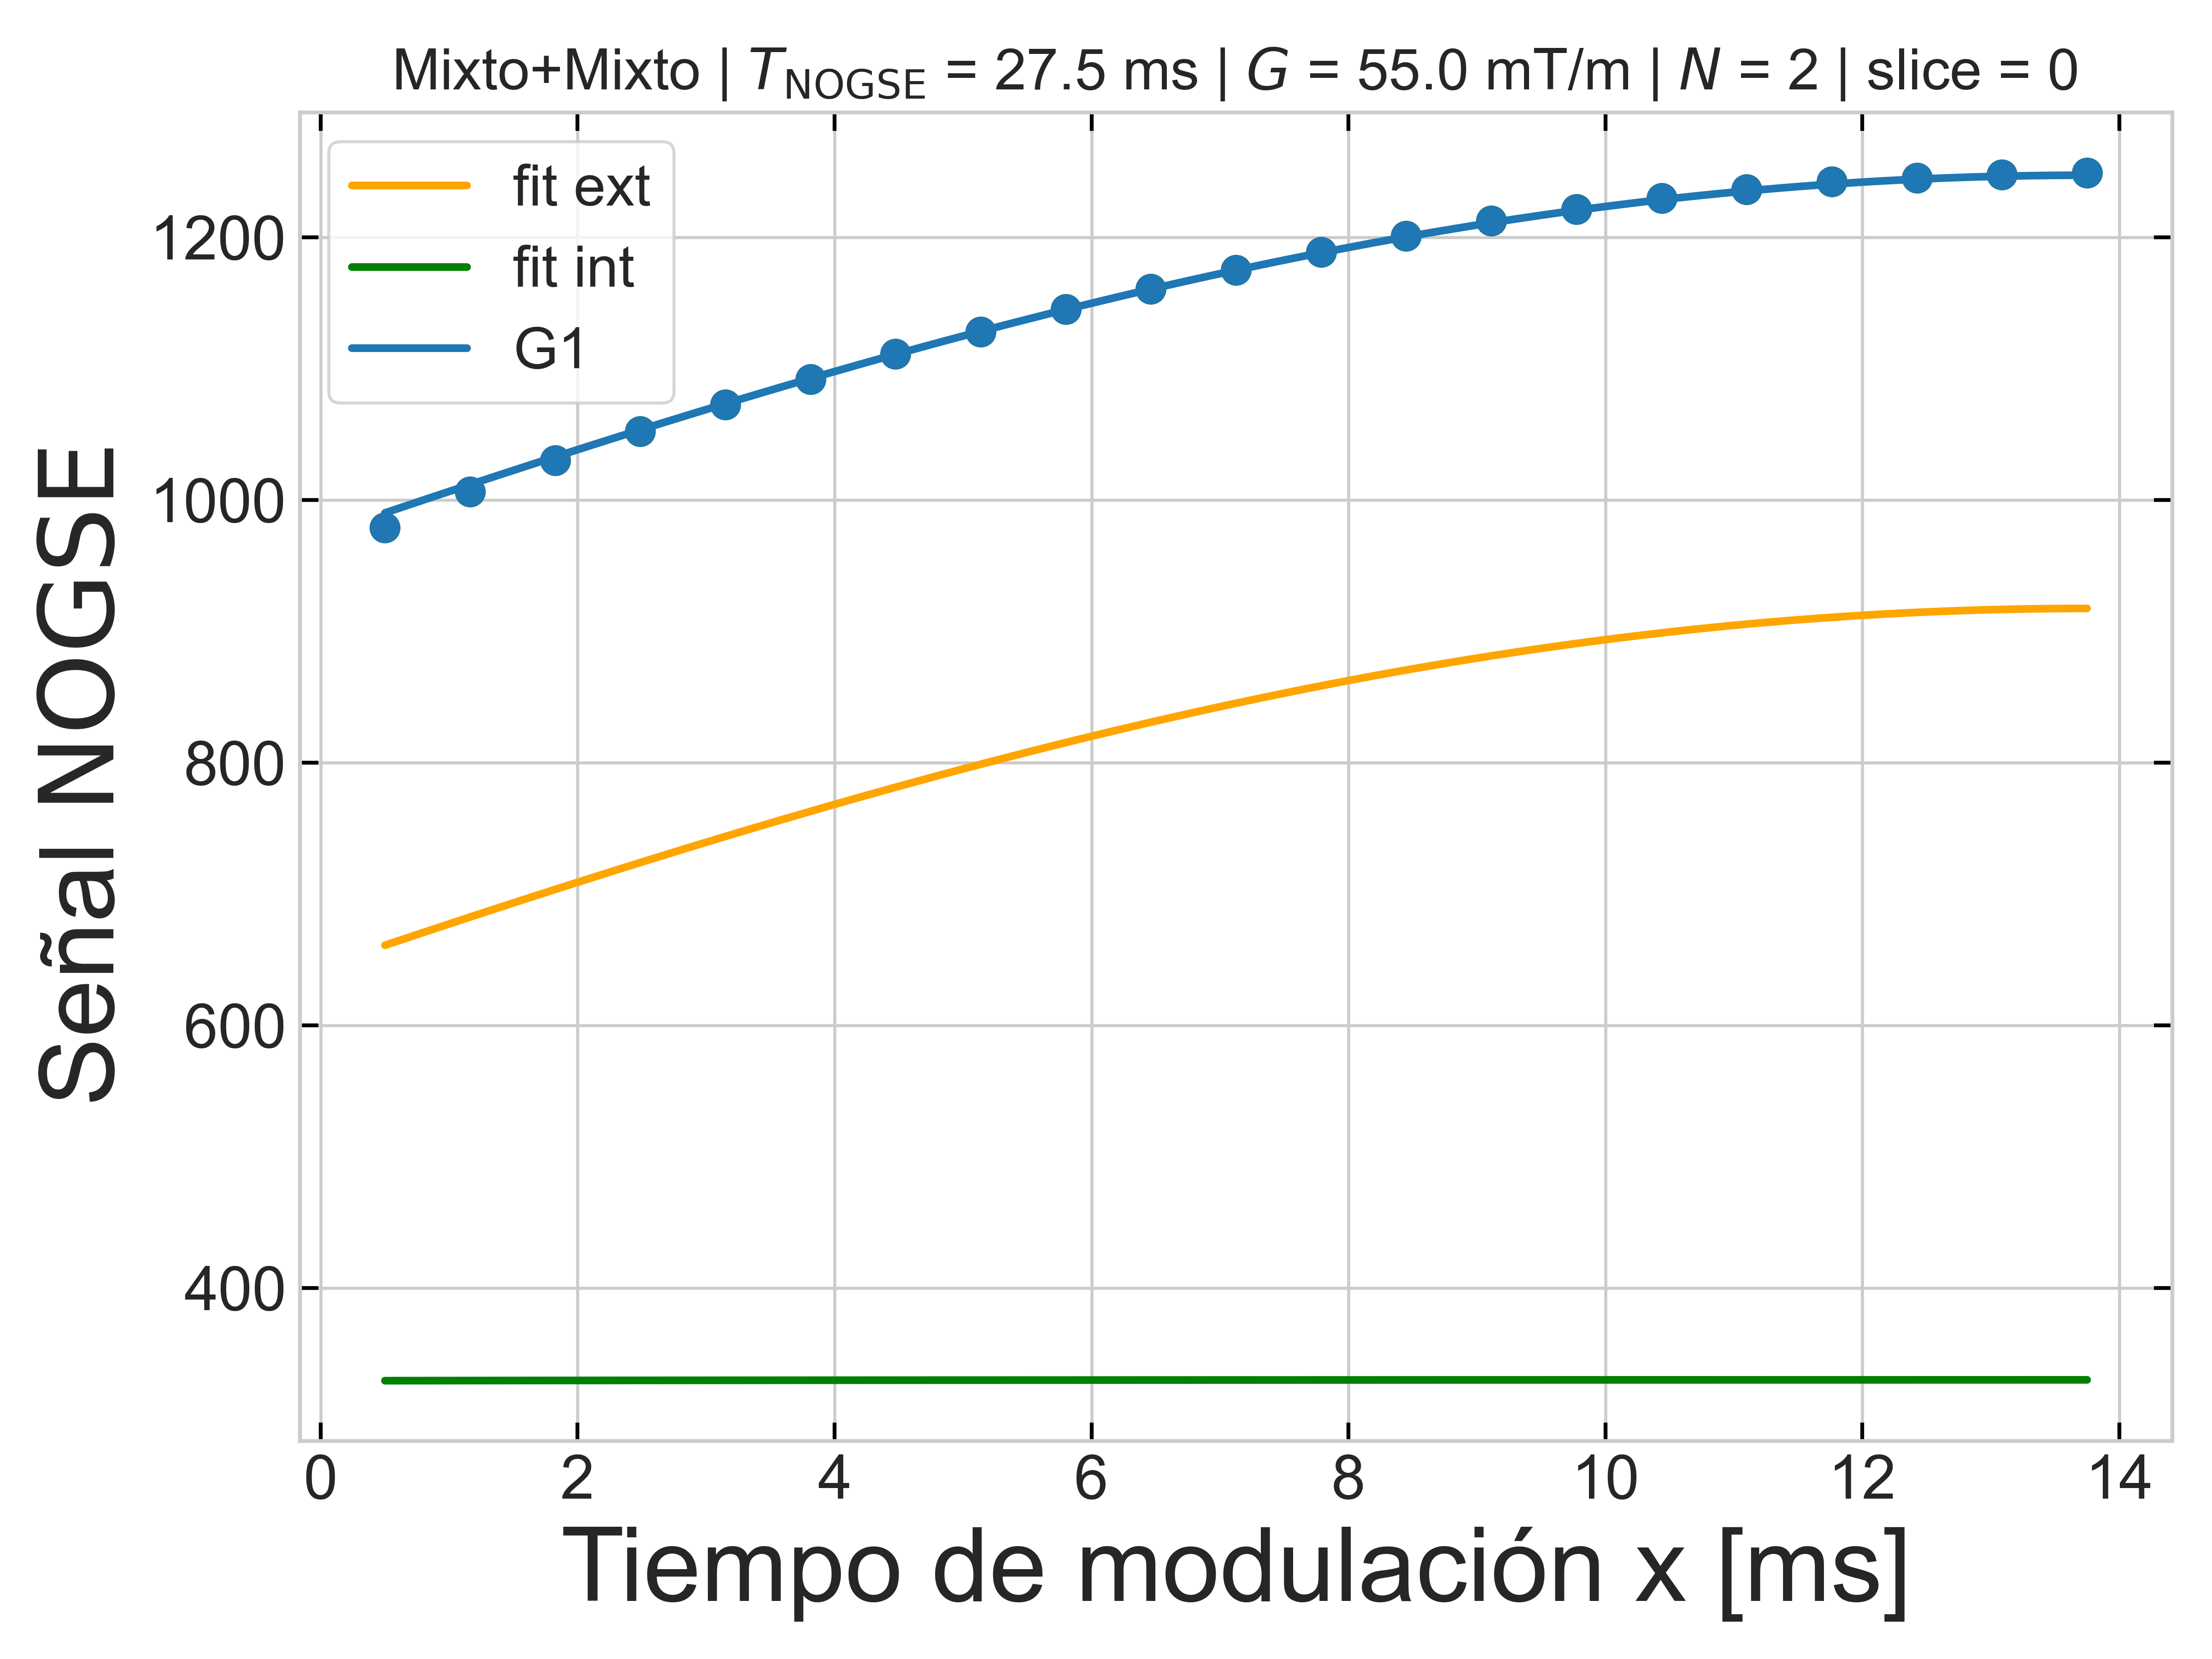 Mixto+Mixto | T_NOGSE = 27.5 ms | G = 55.0 mT/m | N = 2 | slice = 0
fit ext
fit int
G1
Señal NOGSE
1200
1000
800
600
400
0 2 4 6 8 10 12 14
Tiempo de modulación x [ms]